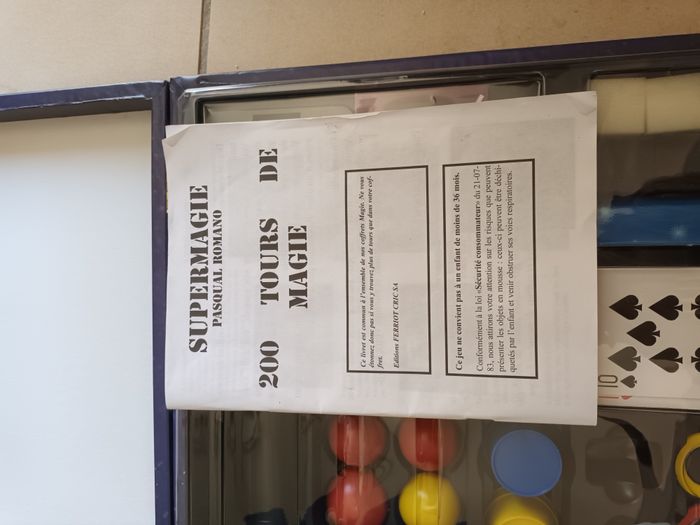 SUPERMAGIE
PASQUAL ROMANO
200 TOURS DE
MAGIE
Ce livret est commun à l'ensemble de nos coffrets Magie. Ne vous
étonnez donc pas si vous y trouvez plus de tours que dans votre cof-
fret.
Editions FERRIOT CRIC SA
Ce jeu ne convient pas à un enfant de moins de 36 mois.
Conformément à la loi «Sécurité consommateur» du 21-07-
83, nous attirons votre attention sur les risques que peuvent
présenter les objets en mousse : ceux-ci peuvent être déchi-
quetés par l'enfant et venir obstruer ses voies respiratoires.
10